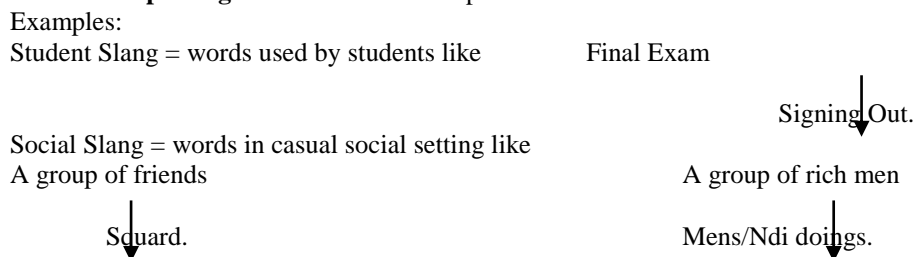 Examples:
Student Slang = words used by students like Final Exam
Signing Out.
Social Slang = words in casual social setting like
A group of friends A group of rich men
Squard. Mens/Ndi doings.